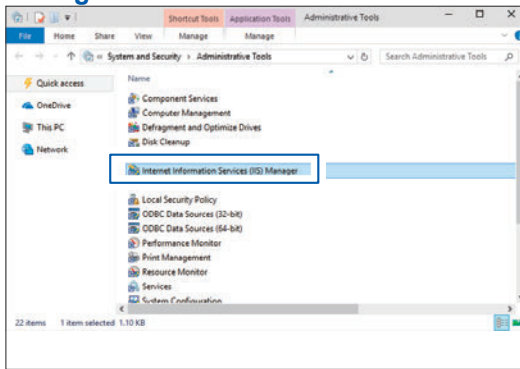 Shortcut Tools Application Tools Administrative Tools
File Home Share View Manage Manage
« System and Security › Administrative Tools Search Administrative Tools
Quick access
OneDrive
This PC
Network
Name
Component Services
Computer Management
Defragment and Optimize Drives
Disk Cleanup
Internet Information Services (IIS) Manager
Local Security Policy
ODBC Data Sources (32-bit)
ODBC Data Sources (64-bit)
Performance Monitor
Print Management
Resource Monitor
Services
System Configuration
22 items 1 item selected 1.10 KB